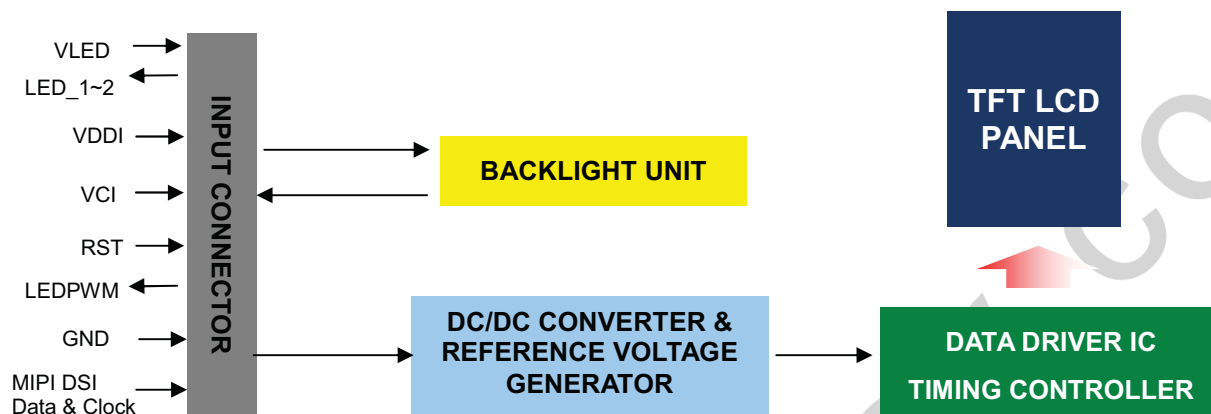 VLED
LED_1~2
VDDI
VCI
RST
LEDPWM
GND
MIPI DSI
Data & Clock
INPUT CONNECTOR
BACKLIGHT UNIT
DC/DC CONVERTER &
REFERENCE VOLTAGE
GENERATOR
TFT LCD
PANEL
DATA DRIVER IC
TIMING CONTROLLER